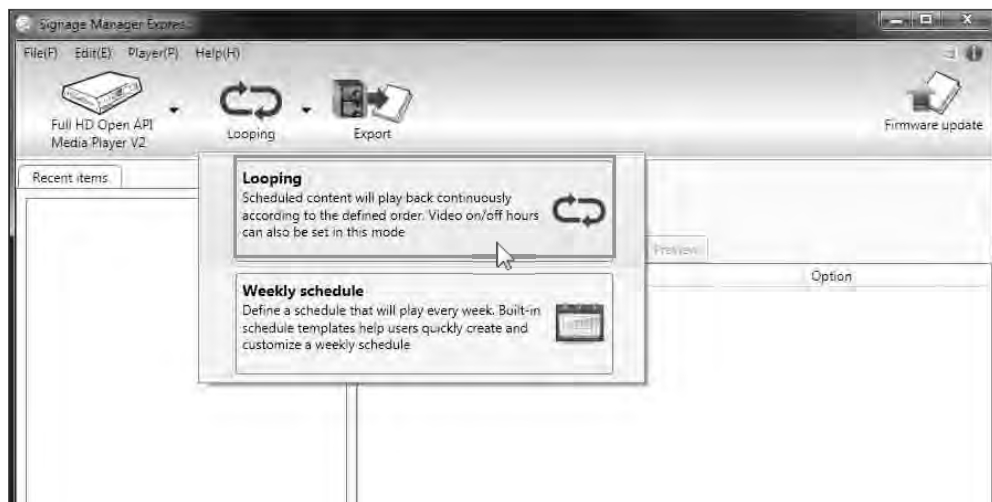 Signage Manager Expres...
File(F) Edit(E) Player(P) Help(H)
Full HD Open API
Media Player V2
Looping
Export
Firmware update
Recent items
Looping
Scheduled content will play back continuously
according to the defined order. Video on/off hours
can also be set in this mode
Preview
Option
Weekly schedule
Define a schedule that will play every week. Built-in
schedule templates help users quickly create and
customize a weekly schedule